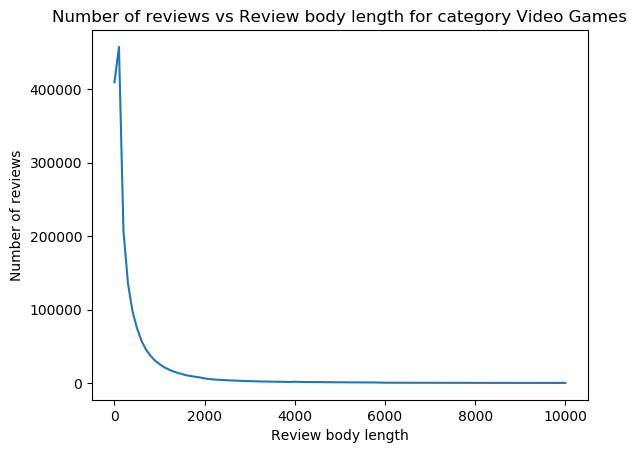 Number of reviews vs Review body length for category Video Games
400000
300000
200000
100000
0
Number of reviews
0 2000 4000 6000 8000 10000
Review body length